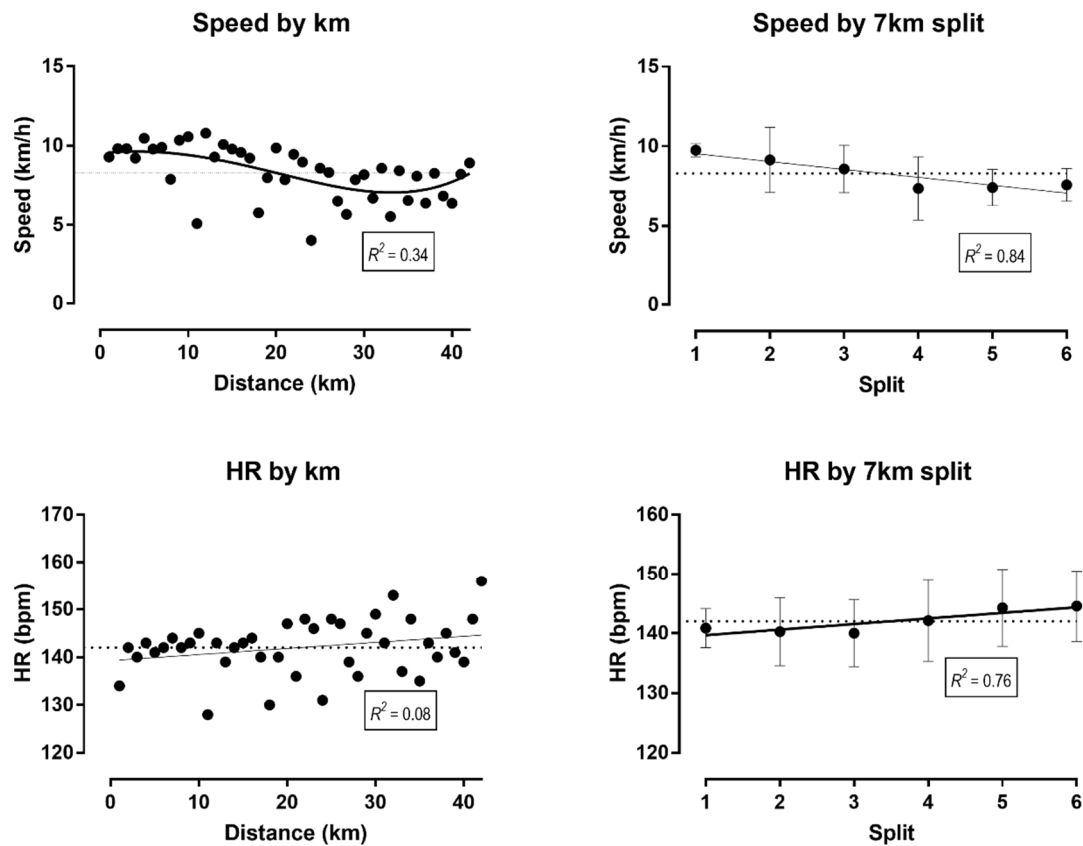 Speed by km
15
10
5
0
Speed (km/h)
R² = 0.34
0 10 20 30 40
Distance (km)
Speed by 7km split
15
10
5
0
Speed (km/h)
R² = 0.84
1 2 3 4 5 6
Split
HR by km
170
160
150
140
130
120
HR (bpm)
R² = 0.08
0 10 20 30 40
Distance (km)
HR by 7km split
160
150
140
130
120
HR (bpm)
R² = 0.76
1 2 3 4 5 6
Split